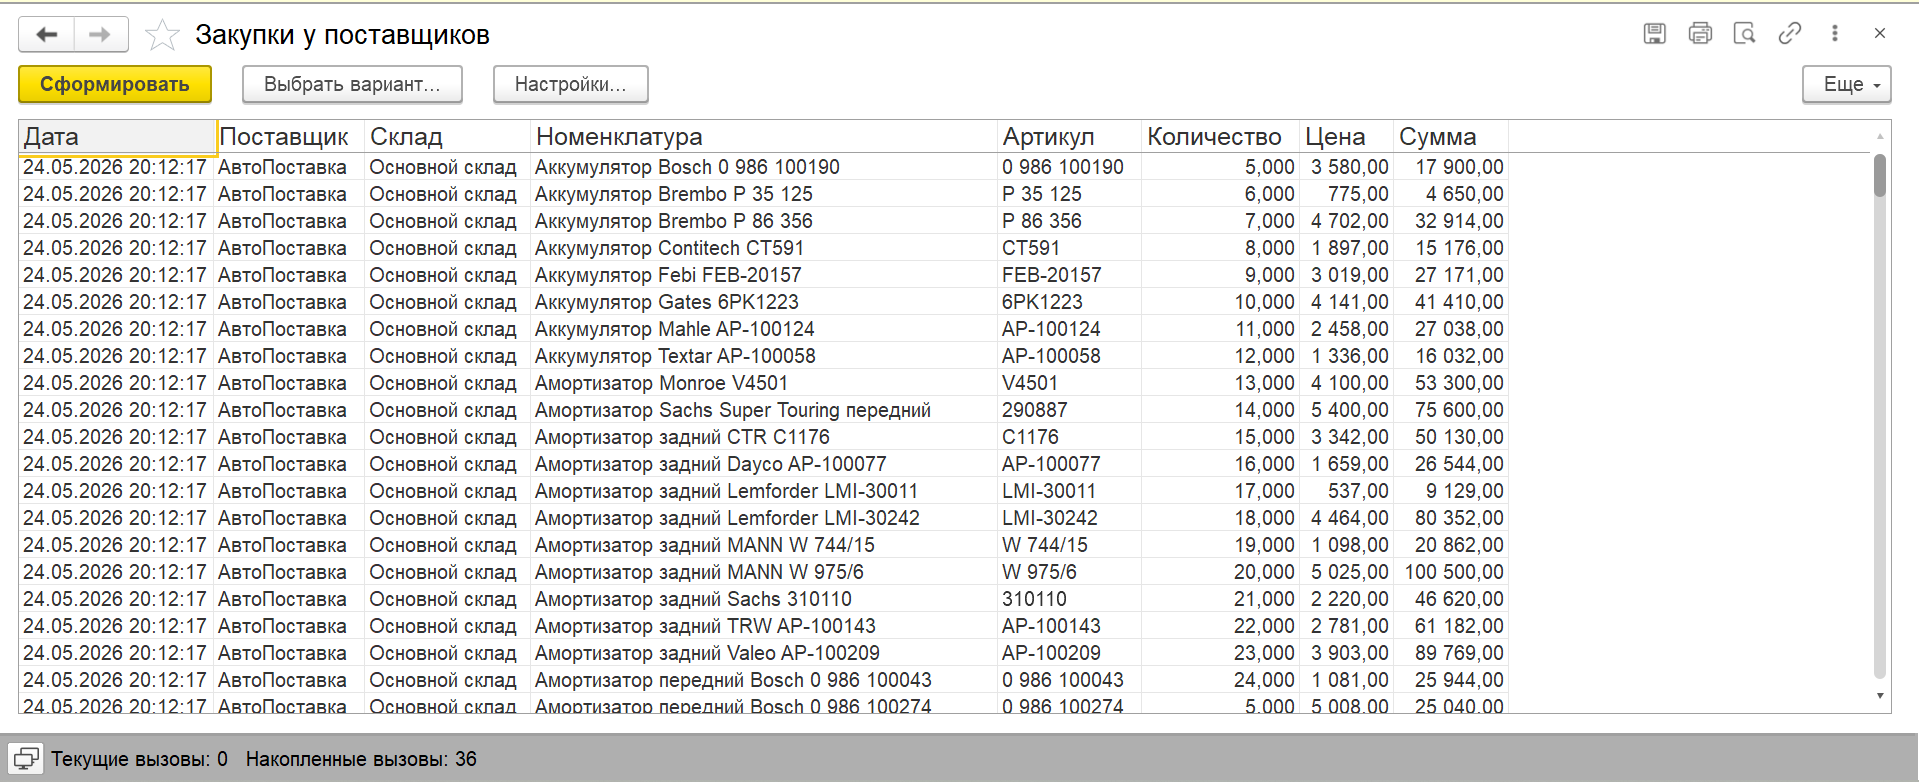 Закупки у поставщиков
Сформировать Выбрать вариант... Настройки... Еще
Дата Поставщик Склад Номенклатура Артикул Количество Цена Сумма
24.05.2026 20:12:17 АвтоПоставка Основной склад Аккумулятор Bosch 0 986 100190 0 986 100190 5,000 3 580,00 17 900,00
24.05.2026 20:12:17 АвтоПоставка Основной склад Аккумулятор Brembo P 35 125 P 35 125 6,000 775,00 4 650,00
24.05.2026 20:12:17 АвтоПоставка Основной склад Аккумулятор Brembo P 86 356 P 86 356 7,000 4 702,00 32 914,00
24.05.2026 20:12:17 АвтоПоставка Основной склад Аккумулятор Contitech CT591 CT591 8,000 1 897,00 15 176,00
24.05.2026 20:12:17 АвтоПоставка Основной склад Аккумулятор Febi FEB-20157 FEB-20157 9,000 3 019,00 27 171,00
24.05.2026 20:12:17 АвтоПоставка Основной склад Аккумулятор Gates 6PK1223 6PK1223 10,000 4 141,00 41 410,00
24.05.2026 20:12:17 АвтоПоставка Основной склад Аккумулятор Mahle AP-100124 AP-100124 11,000 2 458,00 27 038,00
24.05.2026 20:12:17 АвтоПоставка Основной склад Аккумулятор Textar AP-100058 AP-100058 12,000 1 336,00 16 032,00
24.05.2026 20:12:17 АвтоПоставка Основной склад Амортизатор Monroe V4501 V4501 13,000 4 100,00 53 300,00
24.05.2026 20:12:17 АвтоПоставка Основной склад Амортизатор Sachs Super Touring передний 290887 14,000 5 400,00 75 600,00
24.05.2026 20:12:17 АвтоПоставка Основной склад Амортизатор задний CTR C1176 C1176 15,000 3 342,00 50 130,00
24.05.2026 20:12:17 АвтоПоставка Основной склад Амортизатор задний Dayco AP-100077 AP-100077 16,000 1 659,00 26 544,00
24.05.2026 20:12:17 АвтоПоставка Основной склад Амортизатор задний Lemforder LMI-30011 LMI-30011 17,000 537,00 9 129,00
24.05.2026 20:12:17 АвтоПоставка Основной склад Амортизатор задний Lemforder LMI-30242 LMI-30242 18,000 4 464,00 80 352,00
24.05.2026 20:12:17 АвтоПоставка Основной склад Амортизатор задний MANN W 744/15 W 744/15 19,000 1 098,00 20 862,00
24.05.2026 20:12:17 АвтоПоставка Основной склад Амортизатор задний MANN W 975/6 W 975/6 20,000 5 025,00 100 500,00
24.05.2026 20:12:17 АвтоПоставка Основной склад Амортизатор задний Sachs 310110 310110 21,000 2 220,00 46 620,00
24.05.2026 20:12:17 АвтоПоставка Основной склад Амортизатор задний TRW AP-100143 AP-100143 22,000 2 781,00 61 182,00
24.05.2026 20:12:17 АвтоПоставка Основной склад Амортизатор задний Valeo AP-100209 AP-100209 23,000 3 903,00 89 769,00
24.05.2026 20:12:17 АвтоПоставка Основной склад Амортизатор передний Bosch 0 986 100043 0 986 100043 24,000 1 081,00 25 944,00
24.05.2026 20:12:17 АвтоПоставка Основной склад Амортизатор передний Bosch 0 986 100274 0 986 100274 5,000 5 008,00 25 040,00
Текущие вызовы: 0 Накопленные вызовы: 36